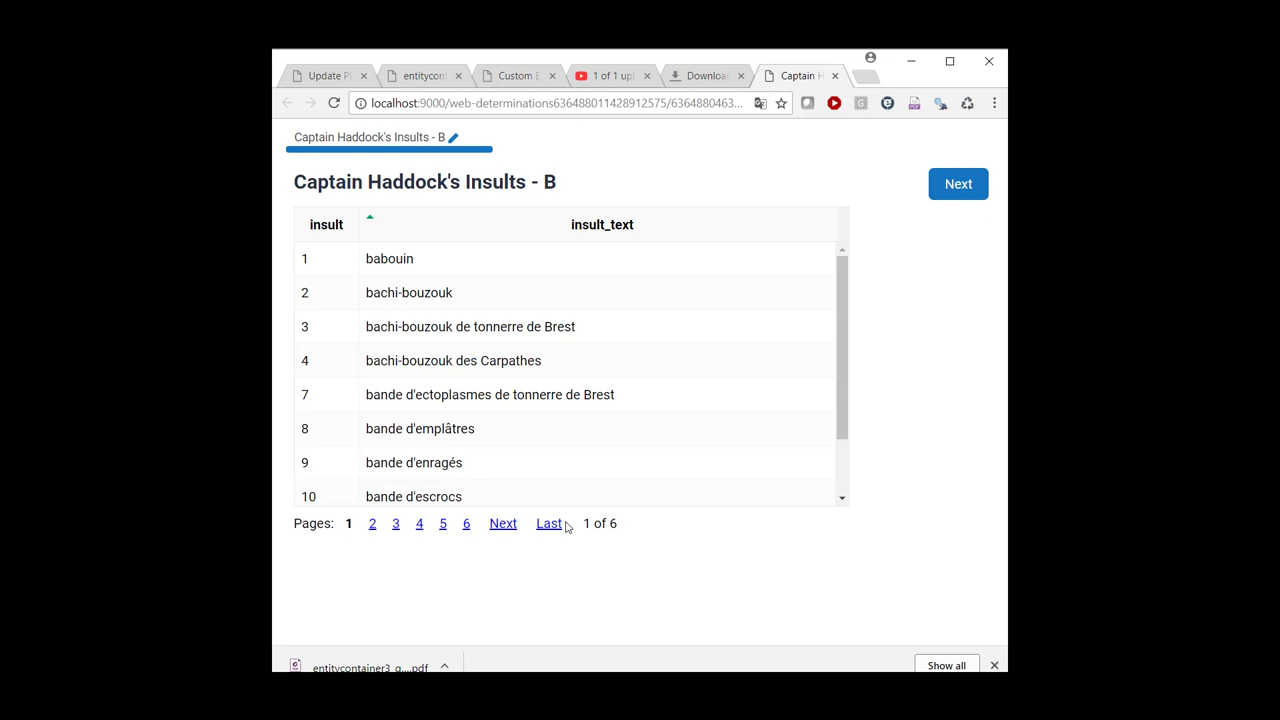 Update P
entitycon
Custom E
1 of 1 upl
Downloa
Captain H
localhost:9000/web-determinations636488011428912575/6364880463...
Captain Haddock's Insults - B
Captain Haddock's Insults - B
Next
insult insult_text
1 babouin
2 bachi-bouzouk
3 bachi-bouzouk de tonnerre de Brest
4 bachi-bouzouk des Carpathes
7 bande d'ectoplasmes de tonnerre de Brest
8 bande d'emplâtres
9 bande d'enragés
10 bande d'escrocs
Pages: 1 2 3 4 5 6 Next Last 1 of 6
entitycontainer3_g....pdf
Show all